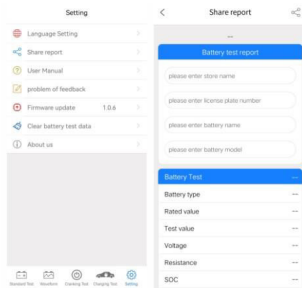 Setting
Language Setting
Share report
User Manual
problem of feedback
Firmware update 1.0.6
Clear battery test data
About us
Standard Test Waveform Cranking Test Charging Test Setting
Share report
--
Battery test report
please enter store name
please enter license plate number
please enter battery name
please enter battery model
Battery Test --
Battery type --
Rated value --
Test value --
Voltage --
Resistance --
SOC --